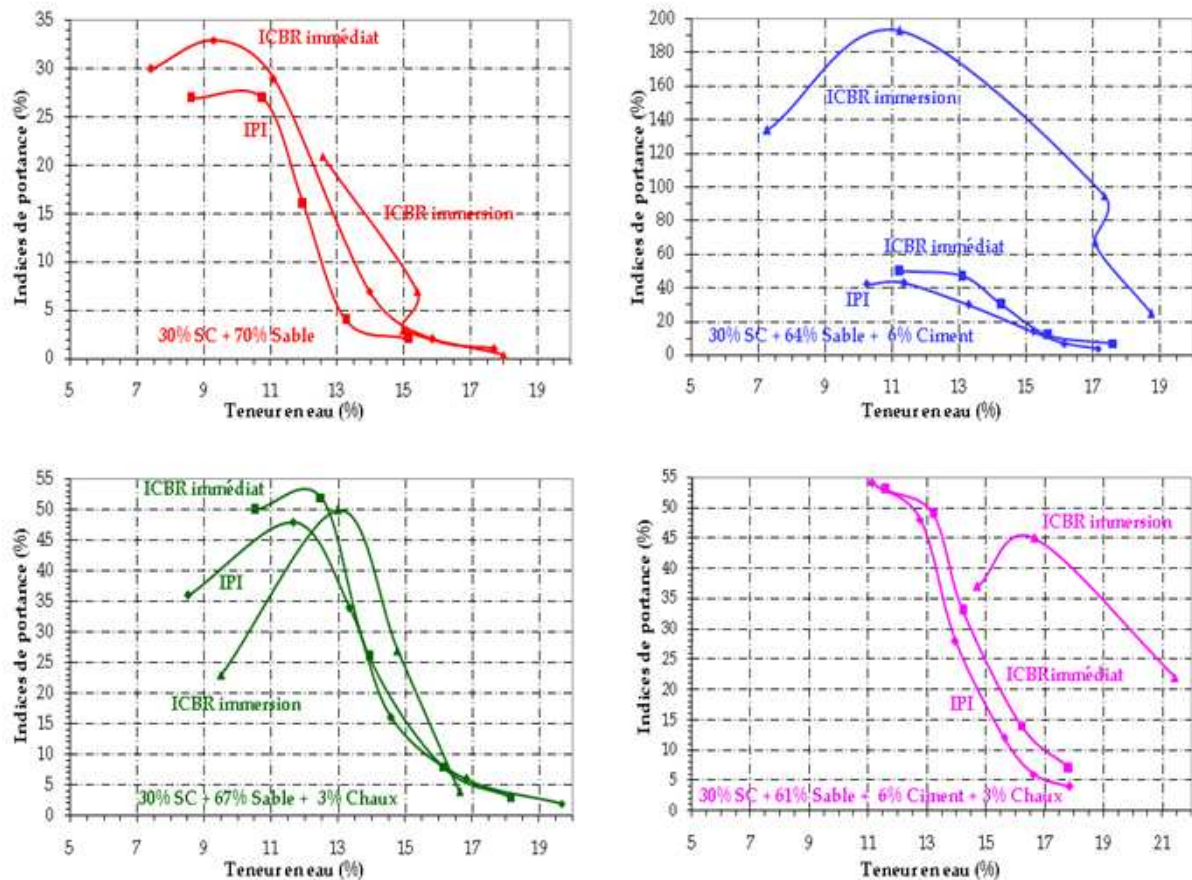 Indices de portance (%)
35
30
25
20
15
10
5
0
ICBR immédiat
IPI
ICBR immersion
30% SC + 70% Sable
5 7 9 11 13 15 17 19
Teneur en eau (%)
Indices de portance (%)
200
180
160
140
120
100
80
60
40
20
0
ICBR immersion
ICBR immédiat
IPI
30% SC + 64% Sable + 6% Ciment
5 7 9 11 13 15 17 19
Teneur en eau (%)
Indices de portance (%)
55
50
45
40
35
30
25
20
15
10
5
0
ICBR immédiat
IPI
ICBR immersion
30% SC + 67% Sable + 3% Chaux
5 7 9 11 13 15 17 19
Teneur en eau (%)
Indices de portance (%)
55
50
45
40
35
30
25
20
15
10
5
0
ICBR immersion
ICBR immédiat
IPI
30% SC + 61% Sable + 6% Ciment + 3% Chaux
5 7 9 11 13 15 17 19 21
Teneur en eau (%)